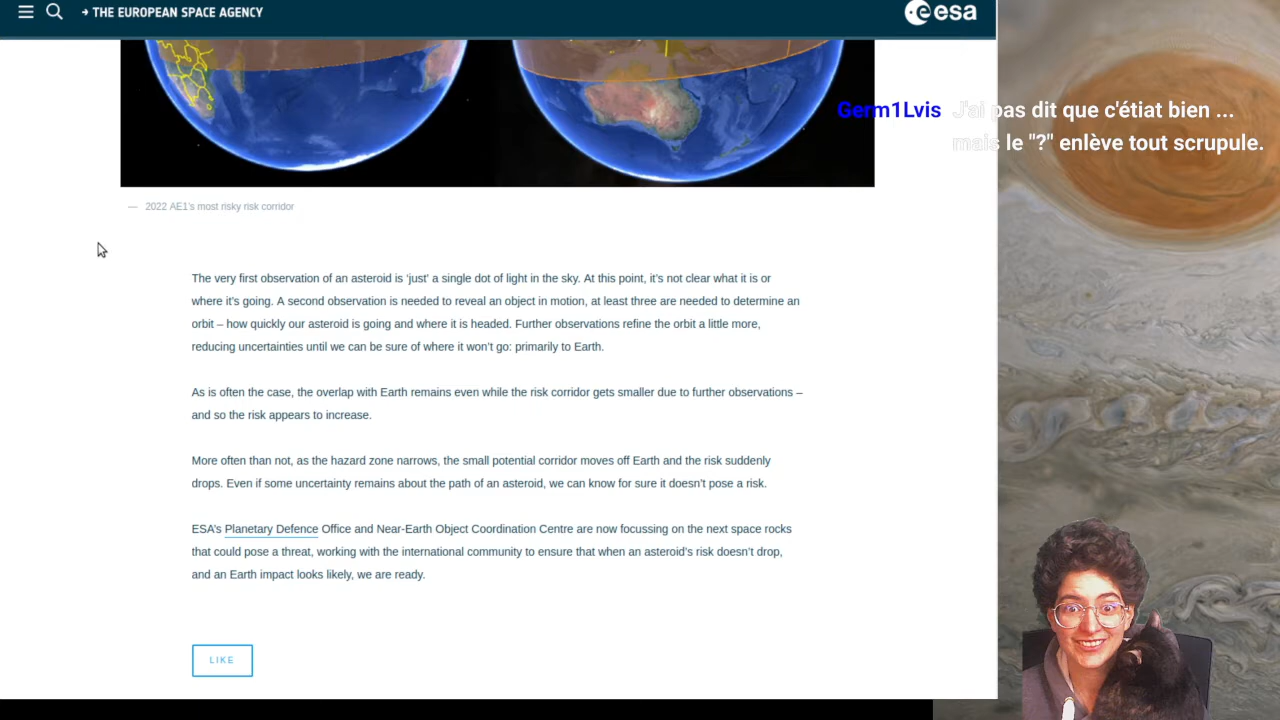 → THE EUROPEAN SPACE AGENCY
esa
Germ1Lvis J'ai pas dit que c'étiat bien ...
mais le "?" enlève tout scrupule.
— 2022 AE1's most risky risk corridor
The very first observation of an asteroid is ‘just’ a single dot of light in the sky. At this point, it’s not clear what it is or
where it’s going. A second observation is needed to reveal an object in motion, at least three are needed to determine an
orbit – how quickly our asteroid is going and where it is headed. Further observations refine the orbit a little more,
reducing uncertainties until we can be sure of where it won’t go: primarily to Earth.
As is often the case, the overlap with Earth remains even while the risk corridor gets smaller due to further observations –
and so the risk appears to increase.
More often than not, as the hazard zone narrows, the small potential corridor moves off Earth and the risk suddenly
drops. Even if some uncertainty remains about the path of an asteroid, we can know for sure it doesn’t pose a risk.
ESA’s Planetary Defence Office and Near-Earth Object Coordination Centre are now focussing on the next space rocks
that could pose a threat, working with the international community to ensure that when an asteroid’s risk doesn’t drop,
and an Earth impact looks likely, we are ready.
LIKE